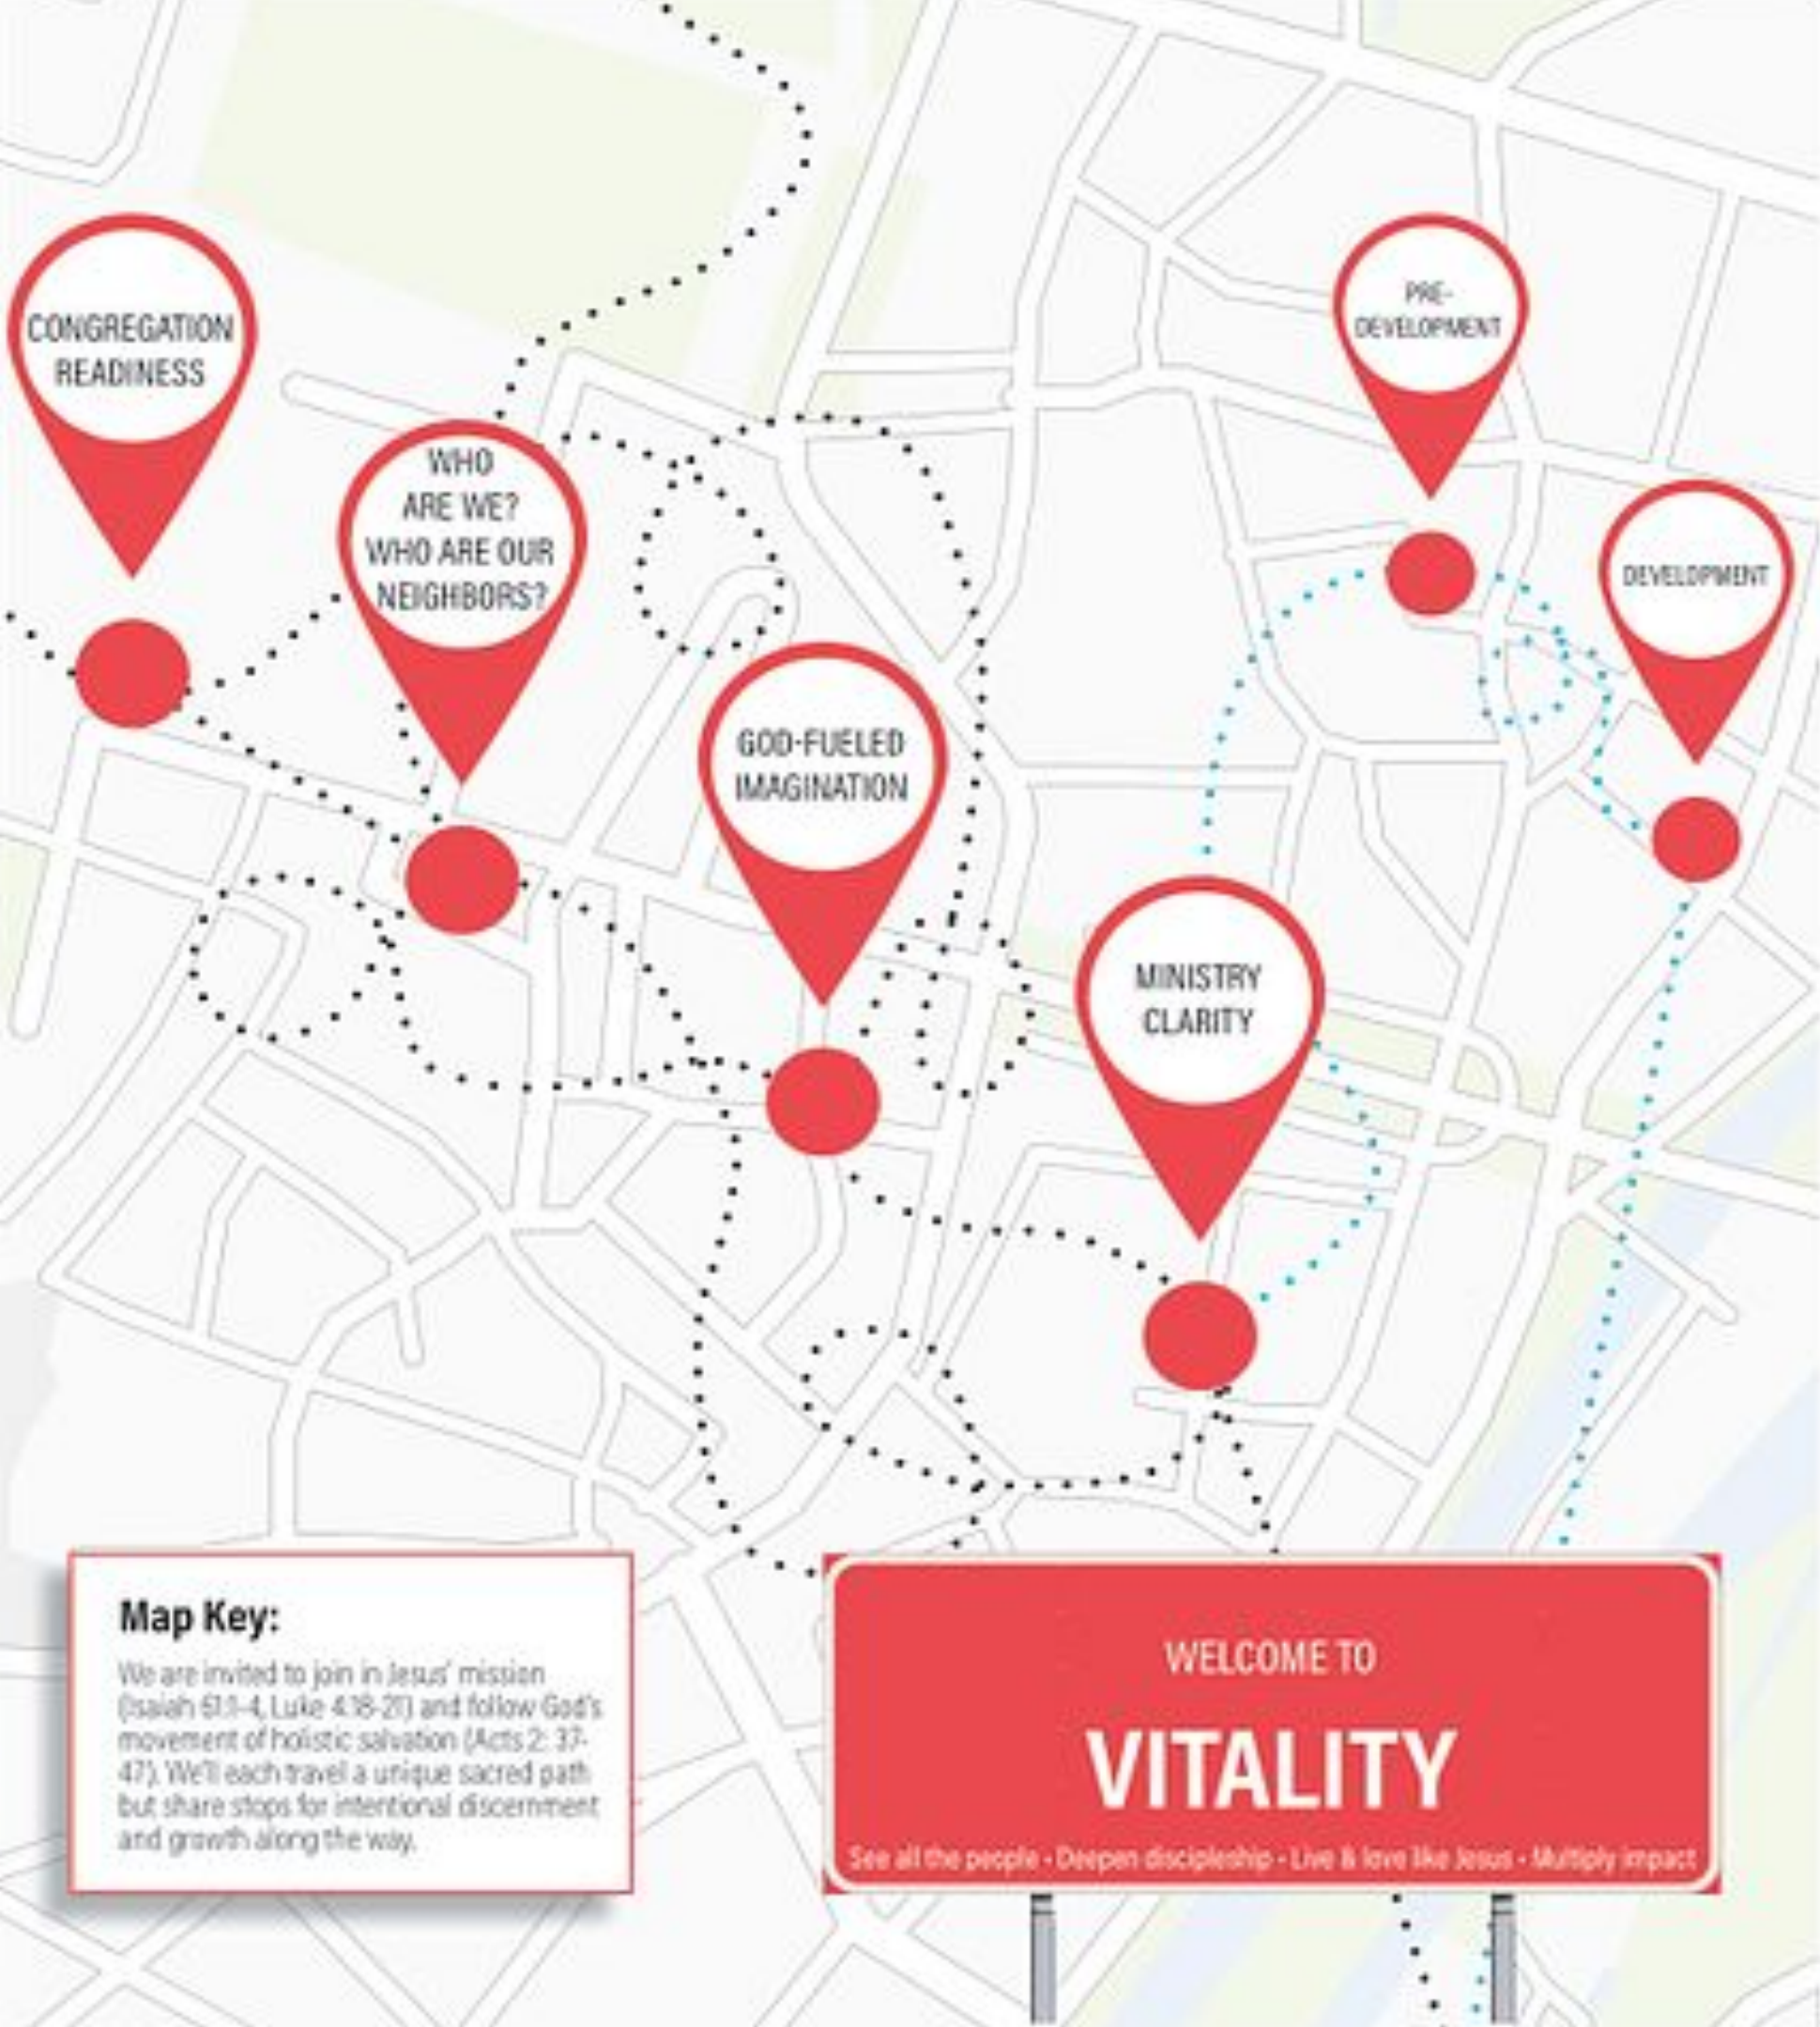 CONGREGATION
READINESS
WHO
ARE WE?
WHO ARE OUR
NEIGHBORS?
GOD-FUELED
IMAGINATION
MINISTRY
CLARITY
PRE-
DEVELOPMENT
DEVELOPMENT
Map Key:
We are invited to join in Jesus' mission
(Isaiah 61:1-4, Luke 4:18-21) and follow God's
movement of holistic salvation (Acts 2: 37-
47). We'll each travel a unique sacred path
but share stops for intentional discernment
and growth along the way.
WELCOME TO
VITALITY
See all the people • Deepen discipleship • Live & love like Jesus • Multiply impact